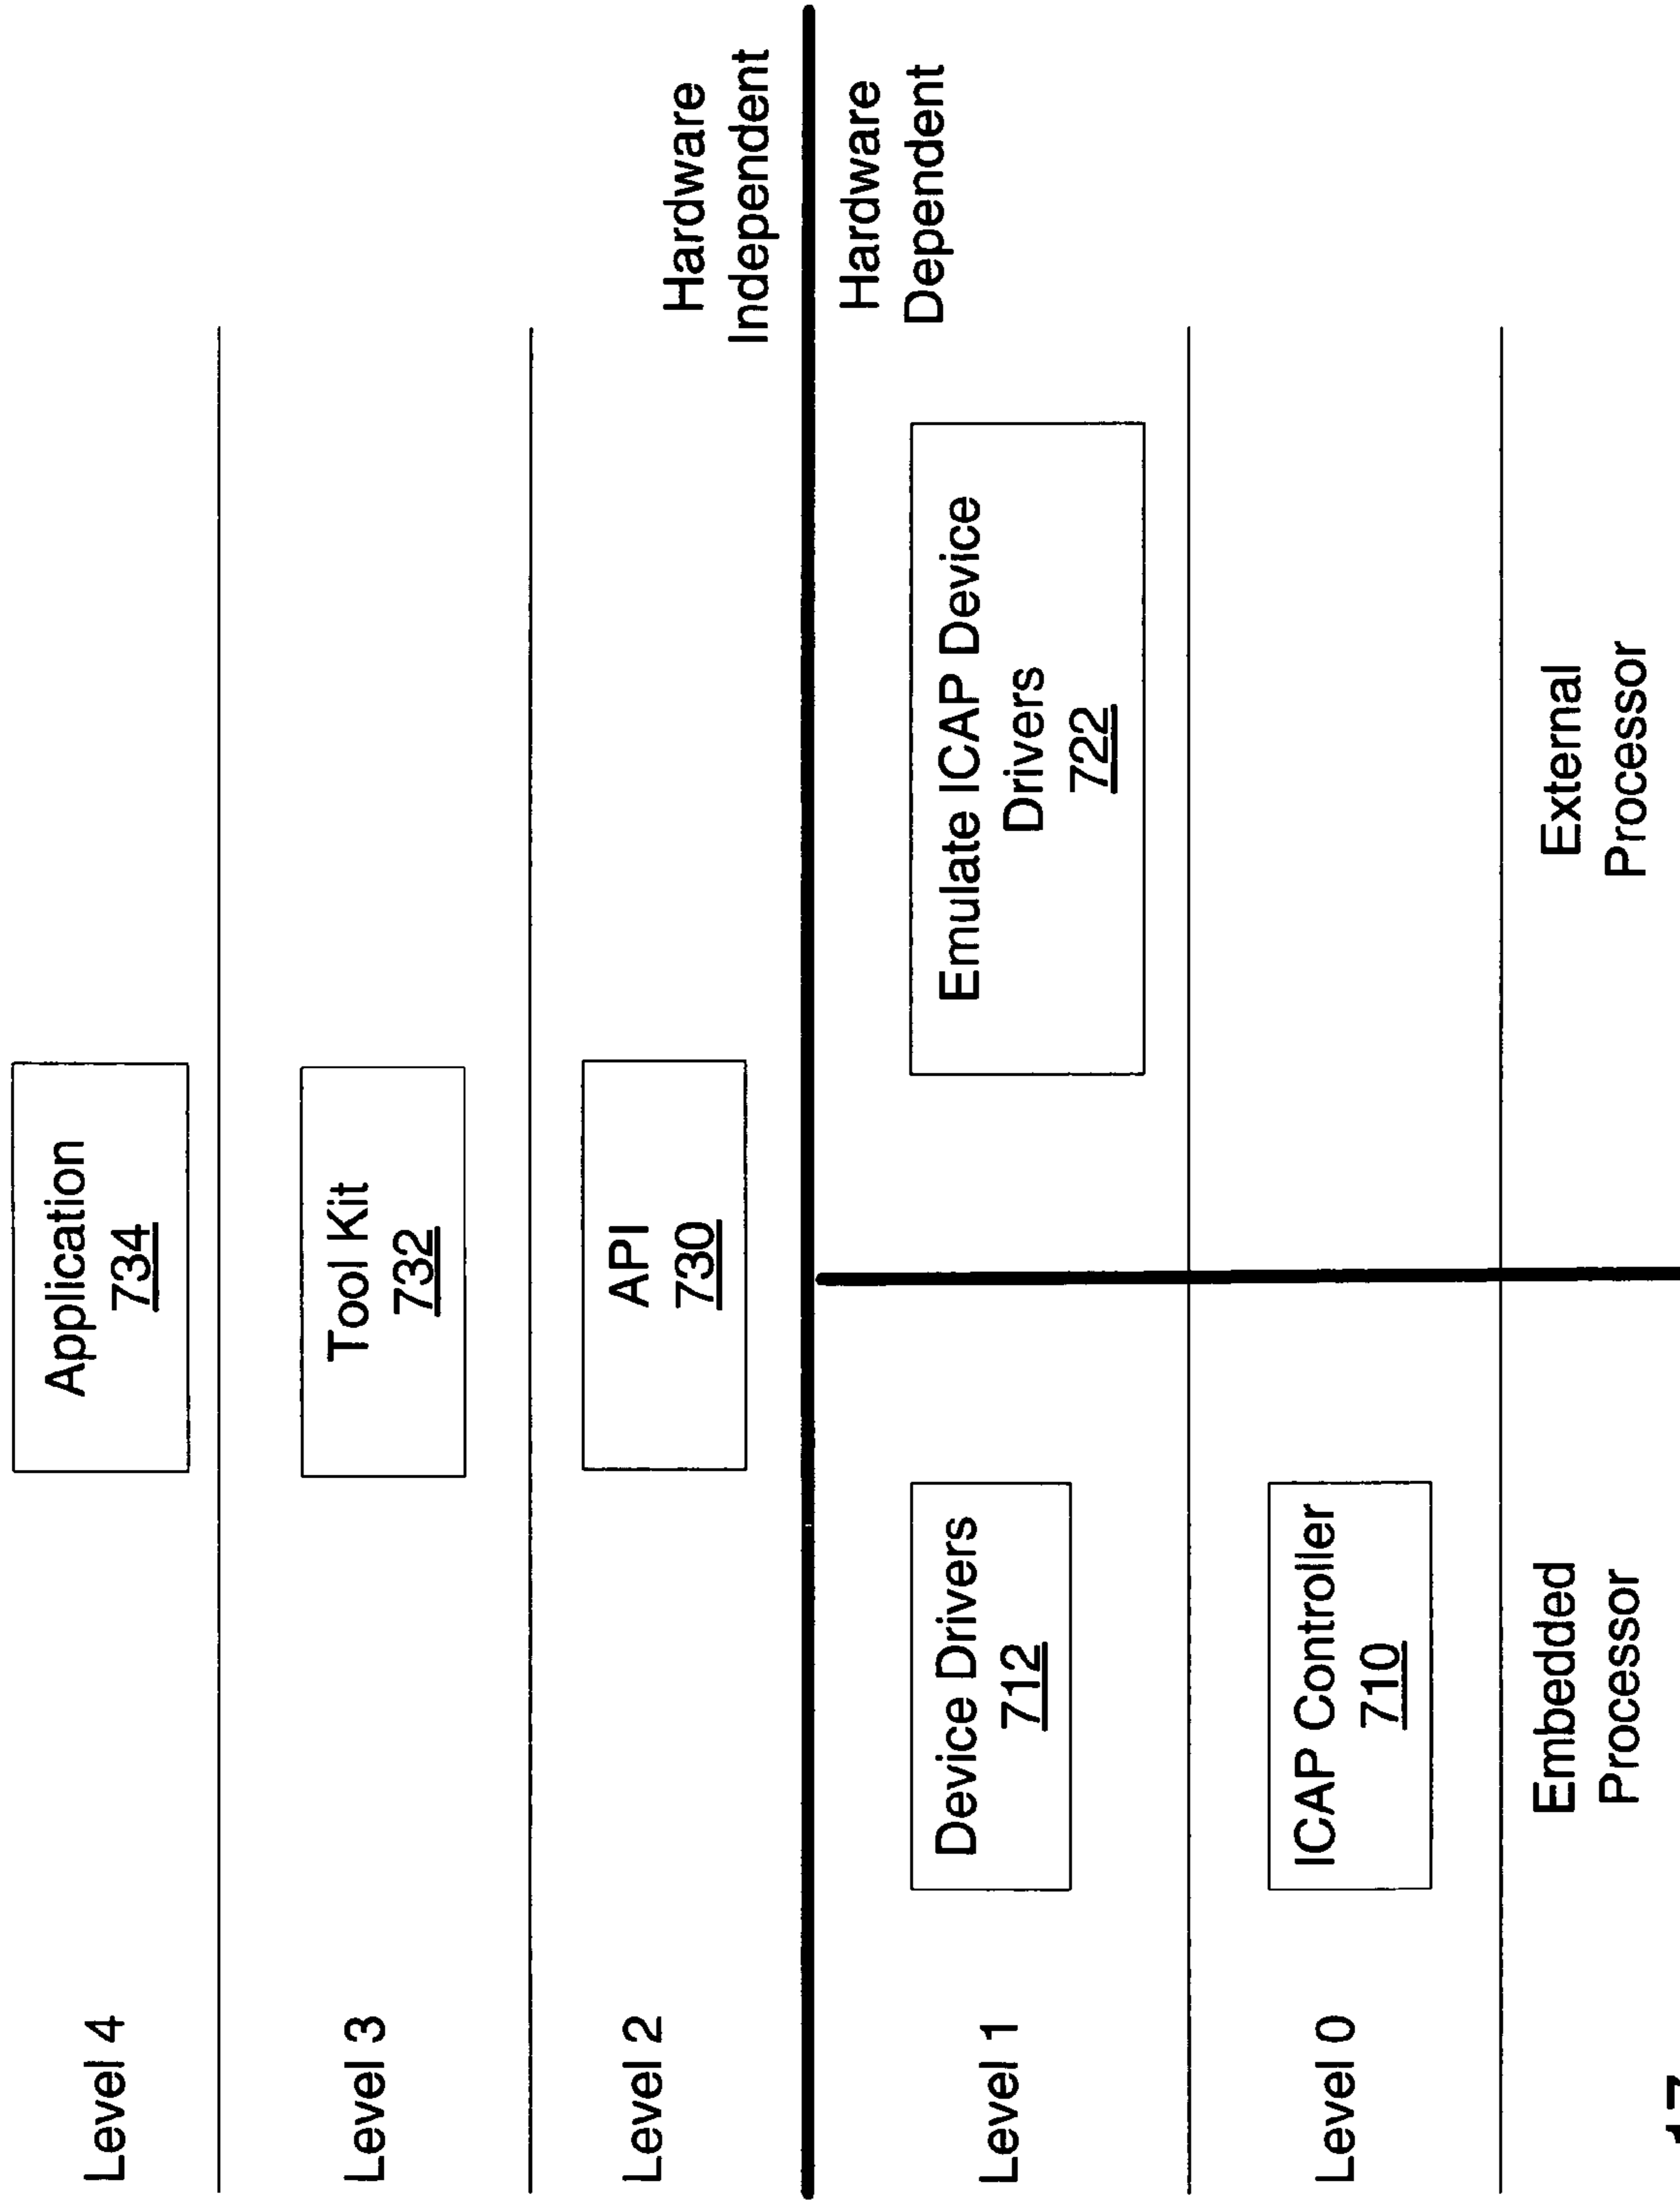 Level 4
Application
734
Level 3
Tool Kit
732
Level 2
API
730
Hardware
Independent
Hardware
Dependent
Level 1
Device Drivers
712
Emulate ICAP Device
Drivers
722
Level 0
ICAP Controller
710
Embedded
Processor
External
Processor
17